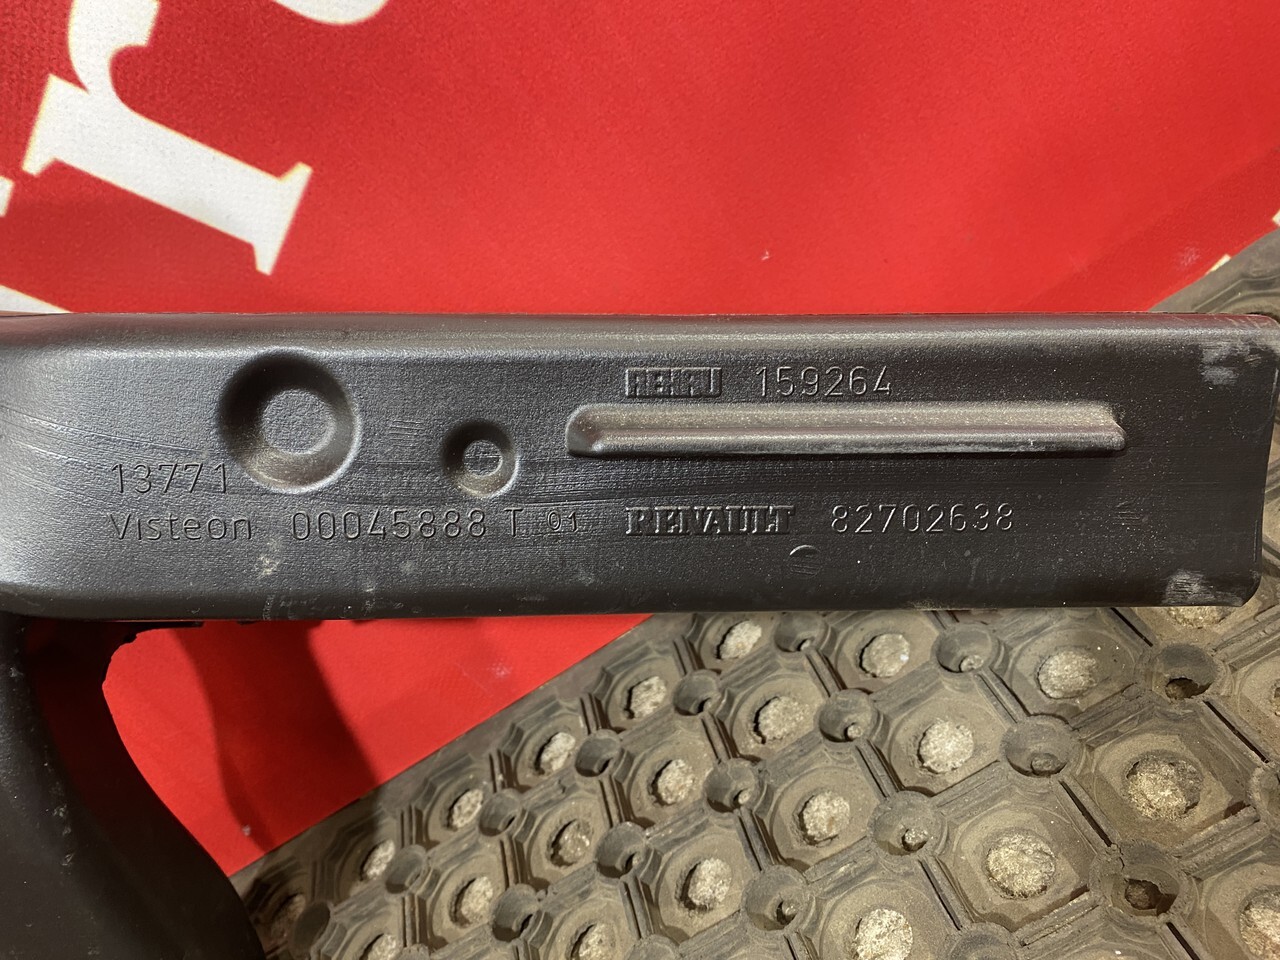 REHAU 159264
13771
Visteon 00045888 T 01 RENAULT 82702638